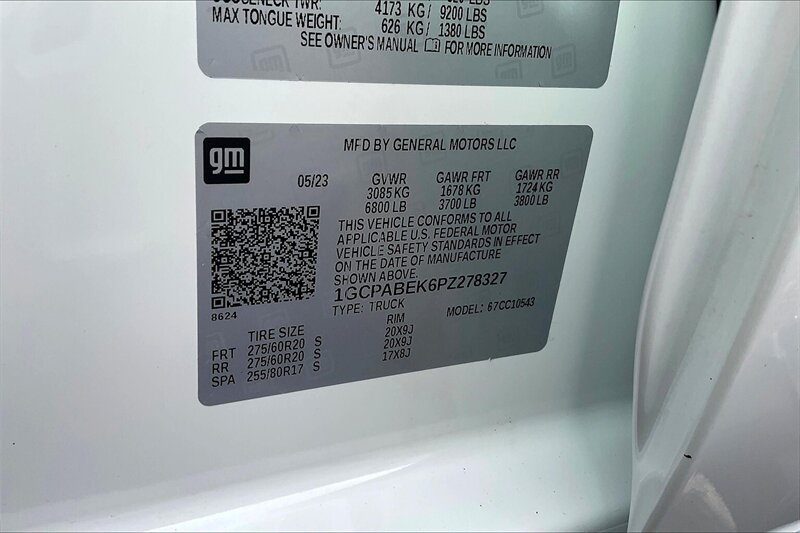 4173 KG/ 9200 LBS
MAX TONGUE WEIGHT: 626 KG/ 1380 LBS
SEE OWNER'S MANUAL FOR MORE INFORMATION
gm
MFD BY GENERAL MOTORS LLC
05/23 GVWR GAWR FRT GAWR RR
3085 KG 1678 KG 1724 KG
6800 LB 3700 LB 3800 LB
THIS VEHICLE CONFORMS TO ALL
APPLICABLE U.S. FEDERAL MOTOR
VEHICLE SAFETY STANDARDS IN EFFECT
ON THE DATE OF MANUFACTURE
SHOWN ABOVE.
1GCPABEK6PZ278327
8624 TYPE: TRUCK MODEL: 67CC10543
TIRE SIZE RIM
FRT 275/60R20 S 20X9J
RR 275/60R20 S 20X9J
SPA 255/80R17 S 17X8J